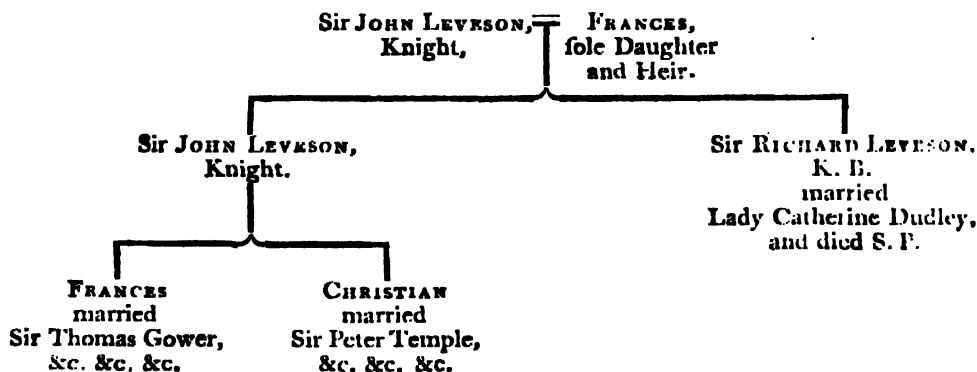 Sir JOHN LEVESON,
Knight,
FRANCES,
ſole Daughter
and Heir.
Sir JOHN LEVESON,
Knight.
Sir RICHARD LEVESON,
K. B.
married
Lady Catherine Dudley,
and died S. P.
FRANCES
married
Sir Thomas Gower,
&c. &c. &c.
CHRISTIAN
married
Sir Peter Temple,
&c. &c. &c.